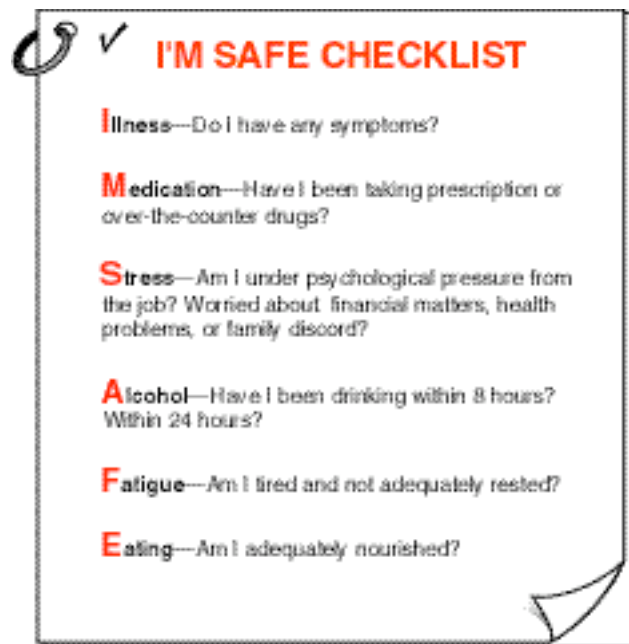 I'M SAFE CHECKLIST
Illness—Do I have any symptoms?
Medication—Have I been taking prescription or
over-the-counter drugs?
Stress—Am I under psychological pressure from
the job? Worried about financial matters, health
problems, or family discord?
Alcohol—Have I been drinking within 8 hours?
Within 24 hours?
Fatigue—Am I tired and not adequately rested?
Eating—Am I adequately nourished?